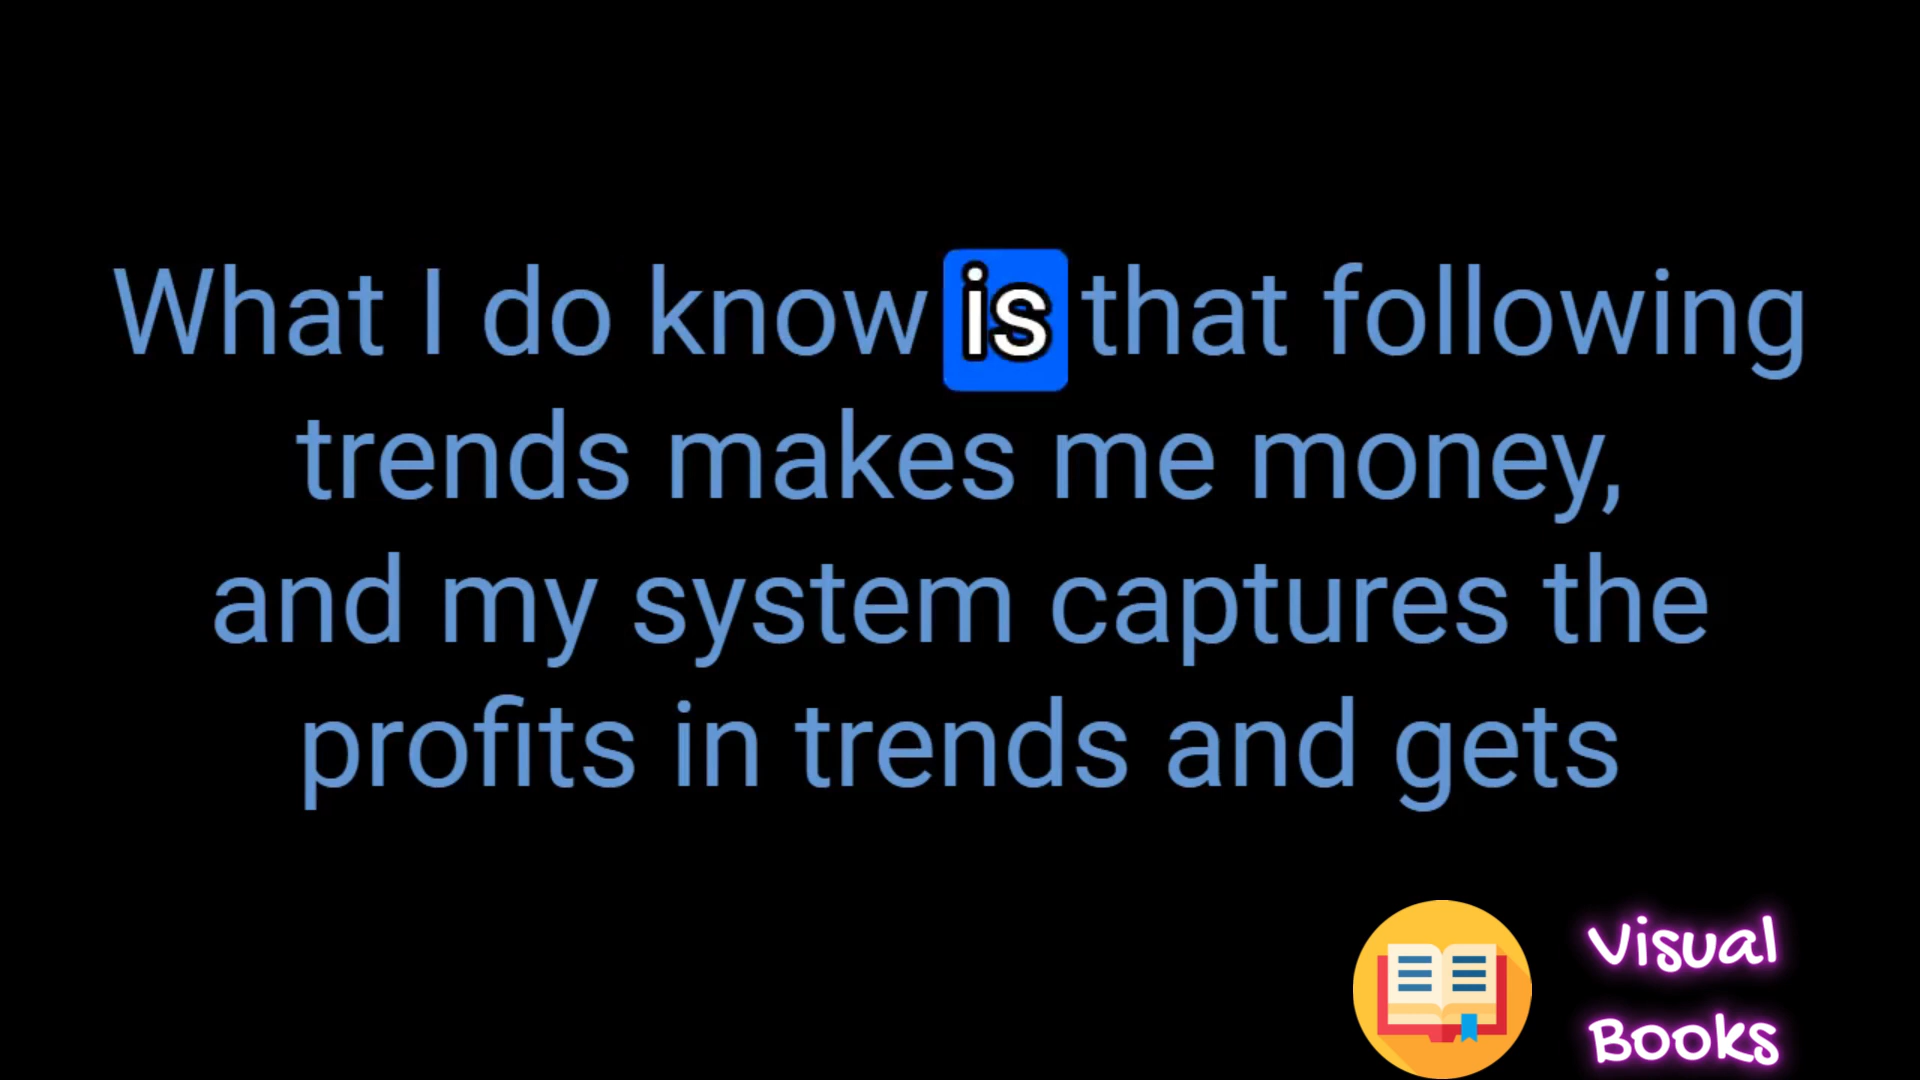 What I do know is that following
trends makes me money,
and my system captures the
profits in trends and gets
Visual
Books